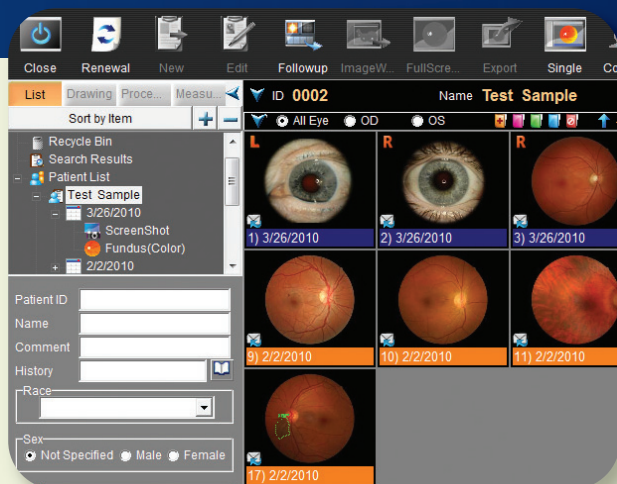 Close Renewal New Edit Followup ImageW... FullScre... Export Single
List Drawing Proce... Measu...
Sort by Item
Recycle Bin
Search Results
Patient List
Test Sample
3/26/2010
ScreenShot
Fundus(Color)
2/2/2010
Patient ID
Name
Comment
History
Race
Sex
Not Specified Male Female
ID 0002 Name Test Sample
All Eye OD OS
L R R
1) 3/26/2010 2) 3/26/2010 3) 3/26/2010
9) 2/2/2010 10) 2/2/2010 11) 2/2/2010
17) 2/2/2010